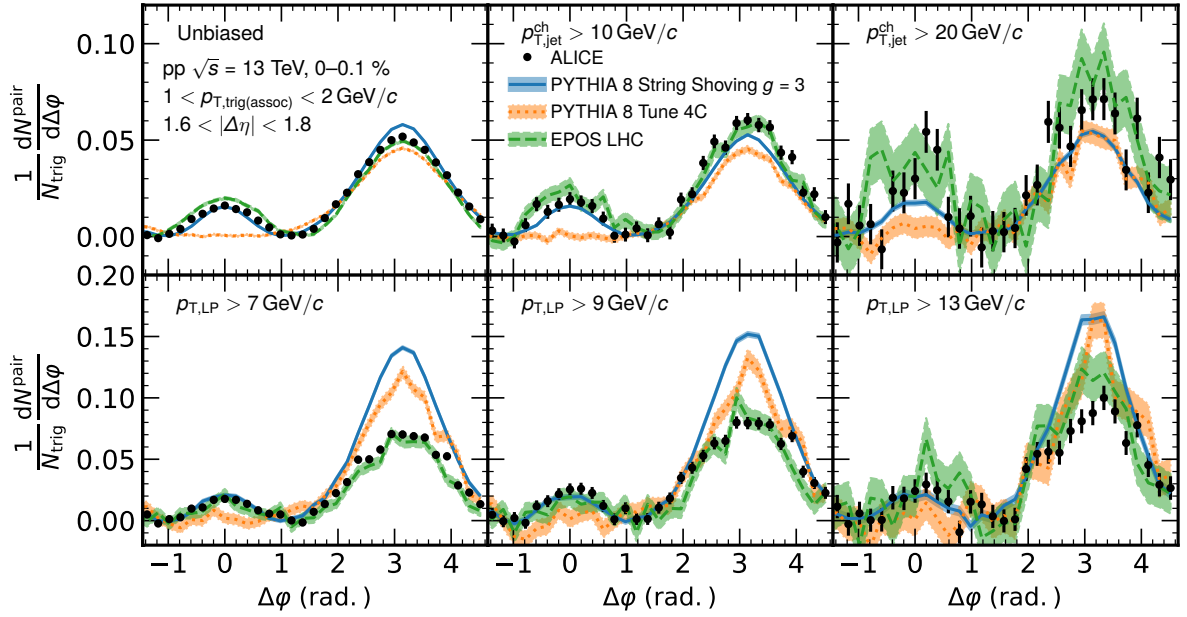 Unbiased
pp √s = 13 TeV, 0–0.1 %
1 < p_T,trig(assoc) < 2 GeV/c
1.6 < |Δη| < 1.8
p^ch_T,jet > 10 GeV/c
ALICE
PYTHIA 8 String Shoving g = 3
PYTHIA 8 Tune 4C
EPOS LHC
p^ch_T,jet > 20 GeV/c
0.10
0.05
0.00
1/N_trig dN^pair/dΔφ
p_T,LP > 7 GeV/c
p_T,LP > 9 GeV/c
p_T,LP > 13 GeV/c
0.20
0.15
0.10
0.05
0.00
1/N_trig dN^pair/dΔφ
−1 0 1 2 3 4
−1 0 1 2 3 4
−1 0 1 2 3 4
Δφ (rad. )
Δφ (rad. )
Δφ (rad. )